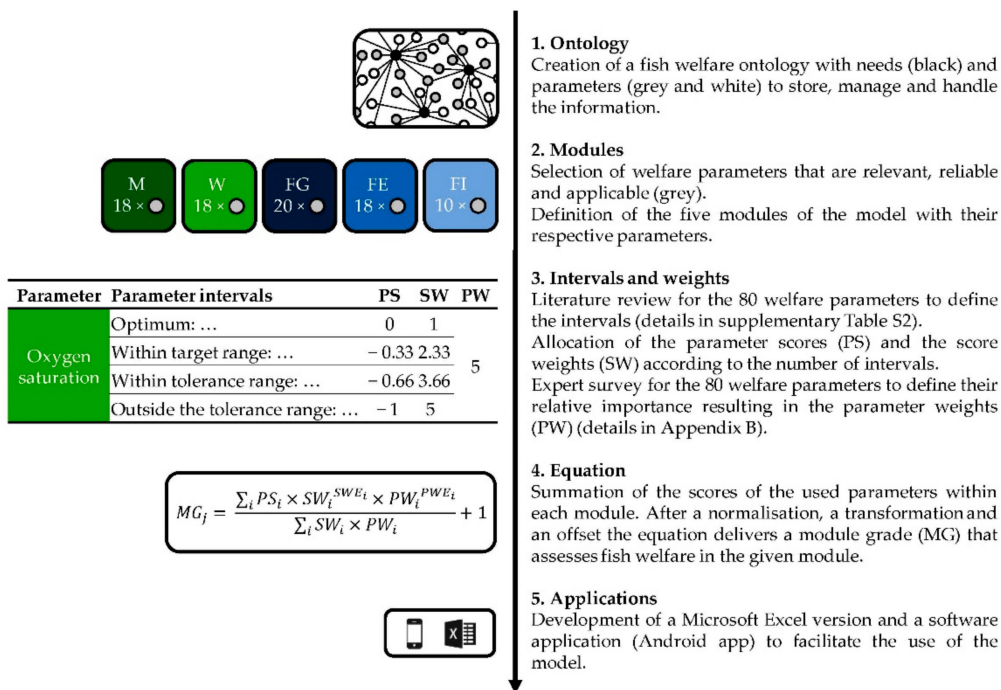 1. Ontology
Creation of a fish welfare ontology with needs (black) and
parameters (grey and white) to store, manage and handle
the information.
M
18 ×
W
18 ×
FG
20 ×
FE
18 ×
FI
10 ×
2. Modules
Selection of welfare parameters that are relevant, reliable
and applicable (grey).
Definition of the five modules of the model with their
respective parameters.
Parameter Parameter intervals PS SW PW
Oxygen
saturation
Optimum: … 0 1
Within target range: … − 0.33 2.33
Within tolerance range: … − 0.66 3.66
Outside the tolerance range: … − 1 5
5
3. Intervals and weights
Literature review for the 80 welfare parameters to define
the intervals (details in supplementary Table S2).
Allocation of the parameter scores (PS) and the score
weights (SW) according to the number of intervals.
Expert survey for the 80 welfare parameters to define their
relative importance resulting in the parameter weights
(PW) (details in Appendix B).
MG_j = (∑_i PS_i × SW_i^{SWE_i} × PW_i^{PWE_i}) / (∑_i SW_i × PW_i) + 1
4. Equation
Summation of the scores of the used parameters within
each module. After a normalisation, a transformation and
an offset the equation delivers a module grade (MG) that
assesses fish welfare in the given module.
X
5. Applications
Development of a Microsoft Excel version and a software
application (Android app) to facilitate the use of the
model.